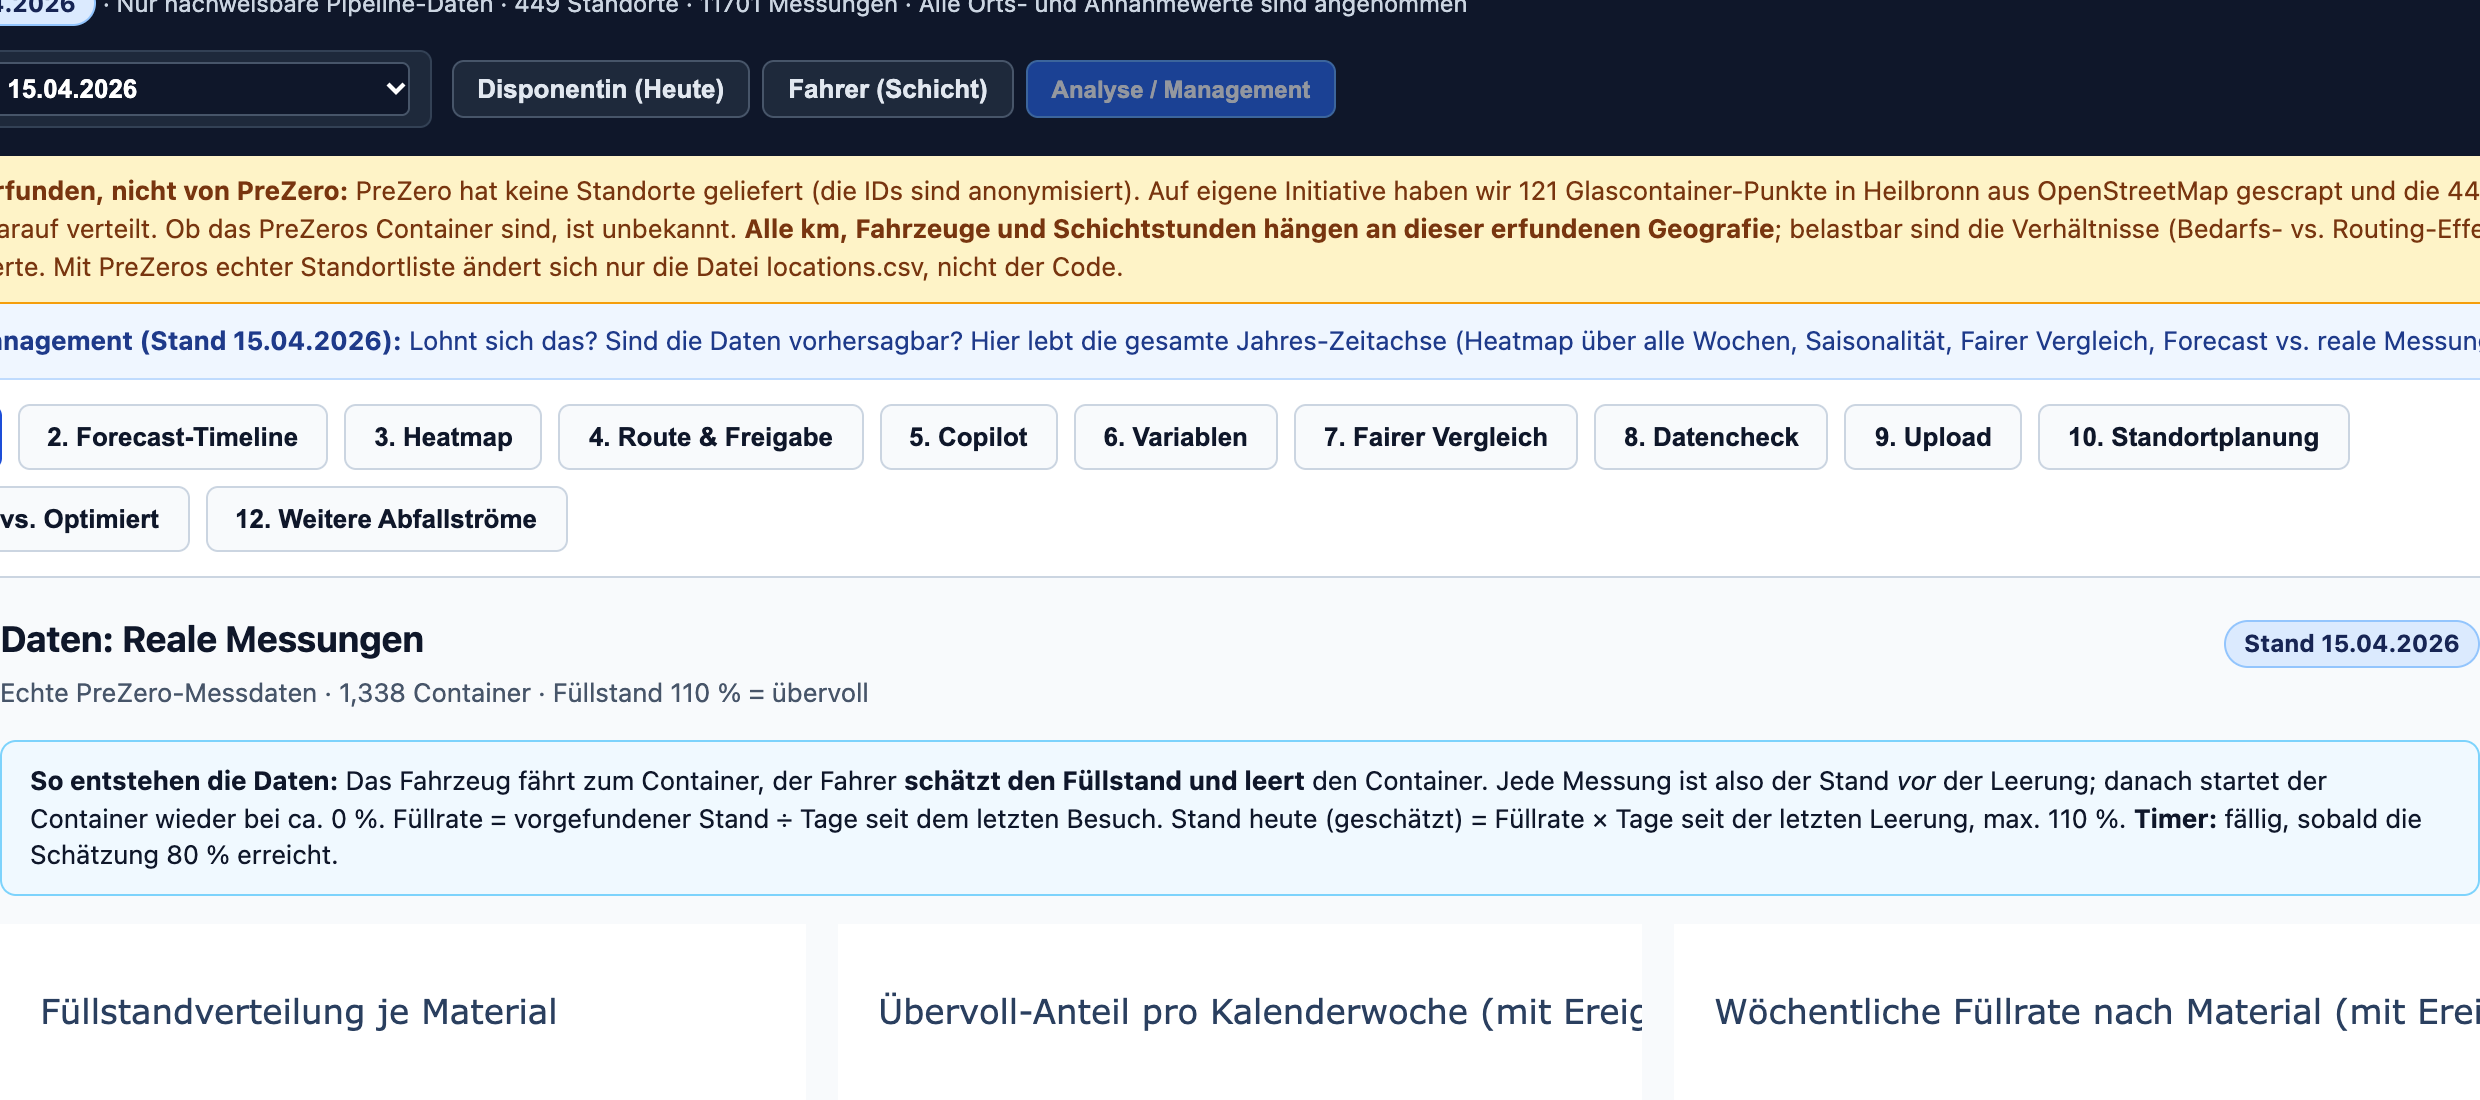 4.2026 · Nur nachweisbare Pipeline-Daten · 449 Standorte · 11701 Messungen · Alle Orts- und Annahmewerte sind angenommen
15.04.2026 Disponentin (Heute) Fahrer (Schicht) Analyse / Management
rfunden, nicht von PreZero: PreZero hat keine Standorte geliefert (die IDs sind anonymisiert). Auf eigene Initiative haben wir 121 Glascontainer-Punkte in Heilbronn aus OpenStreetMap gescrapt und die 44
arauf verteilt. Ob das PreZeros Container sind, ist unbekannt. Alle km, Fahrzeuge und Schichtstunden hängen an dieser erfundenen Geografie; belastbar sind die Verhältnisse (Bedarfs- vs. Routing-Effe
erte. Mit PreZeros echter Standortliste ändert sich nur die Datei locations.csv, nicht der Code.
nagement (Stand 15.04.2026): Lohnt sich das? Sind die Daten vorhersagbar? Hier lebt die gesamte Jahres-Zeitachse (Heatmap über alle Wochen, Saisonalität, Fairer Vergleich, Forecast vs. reale Messun
2. Forecast-Timeline 3. Heatmap 4. Route & Freigabe 5. Copilot 6. Variablen 7. Fairer Vergleich 8. Datencheck 9. Upload 10. Standortplanung
vs. Optimiert 12. Weitere Abfallströme
Daten: Reale Messungen
Stand 15.04.2026
Echte PreZero-Messdaten · 1,338 Container · Füllstand 110 % = übervoll
So entstehen die Daten: Das Fahrzeug fährt zum Container, der Fahrer schätzt den Füllstand und leert den Container. Jede Messung ist also der Stand vor der Leerung; danach startet der
Container wieder bei ca. 0 %. Füllrate = vorgefundener Stand ÷ Tage seit dem letzten Besuch. Stand heute (geschätzt) = Füllrate × Tage seit der letzten Leerung, max. 110 %. Timer: fällig, sobald die
Schätzung 80 % erreicht.
Füllstandverteilung je Material
Übervoll-Anteil pro Kalenderwoche (mit Ereig
Wöchentliche Füllrate nach Material (mit Erei